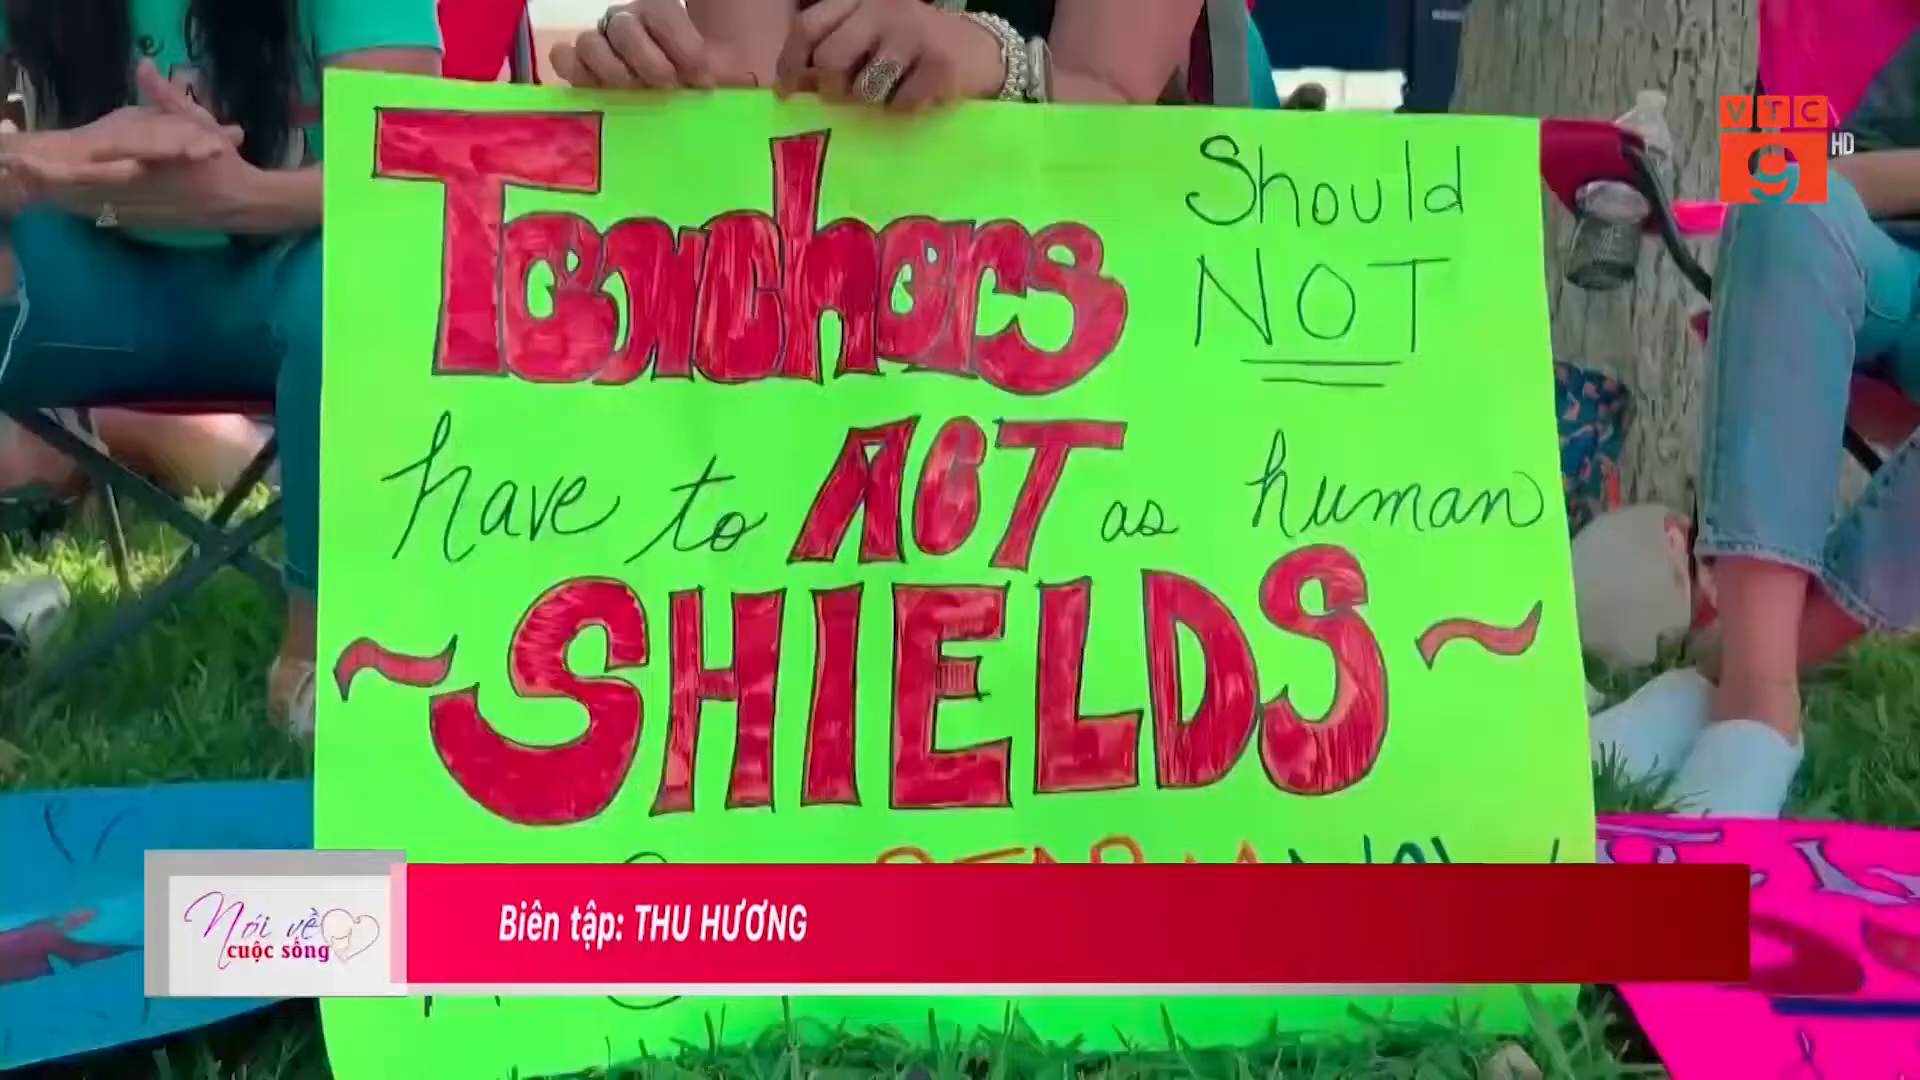 VTC
9 HD
Teachers Should
NOT
have to ACT as human
~SHIELDS~
Nói về
cuộc sống
Biên tập: THU HƯƠNG